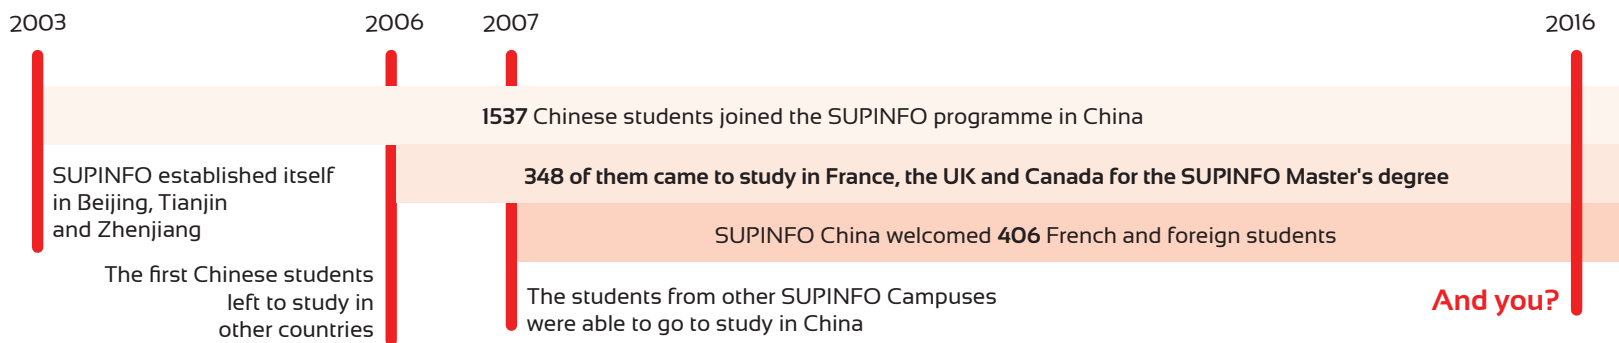 2003
2006
2007
2016
1537 Chinese students joined the SUPINFO programme in China
348 of them came to study in France, the UK and Canada for the SUPINFO Master's degree
SUPINFO China welcomed 406 French and foreign students
SUPINFO established itself
in Beijing, Tianjin
and Zhenjiang
The first Chinese students
left to study in
other countries
The students from other SUPINFO Campuses
were able to go to study in China
And you?